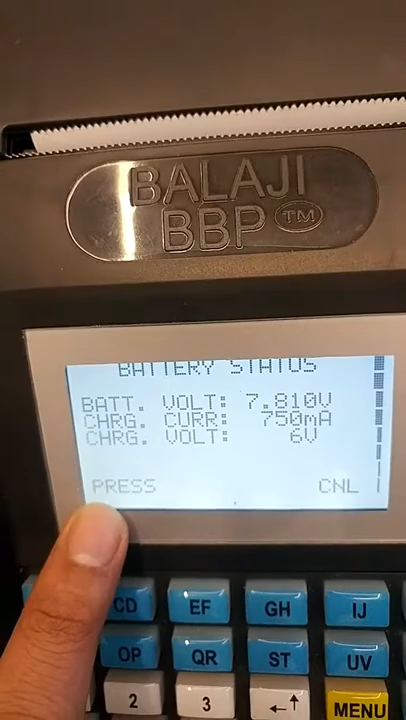 BALAJI
BBP TM
BATTERY STATUS
BATT. VOLT: 7.810V
CHRG. CURR: 750mA
CHRG. VOLT: 6V
PRESS CNL
CD EF GH IJ
OP QR ST UV
2 3 ←↑ MENU